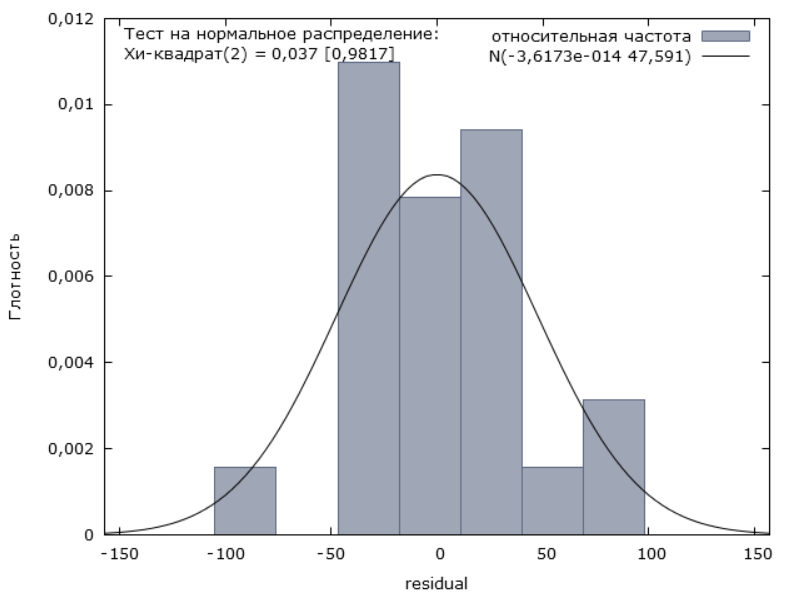 Тест на нормальное распределение:
Хи-квадрат(2) = 0,037 [0,9817]
относительная частота
N(-3,6173e-014 47,591)
0,012
0,01
0,008
0,006
0,004
0,002
0
Плотность
-150
-100
-50
0
50
100
150
residual